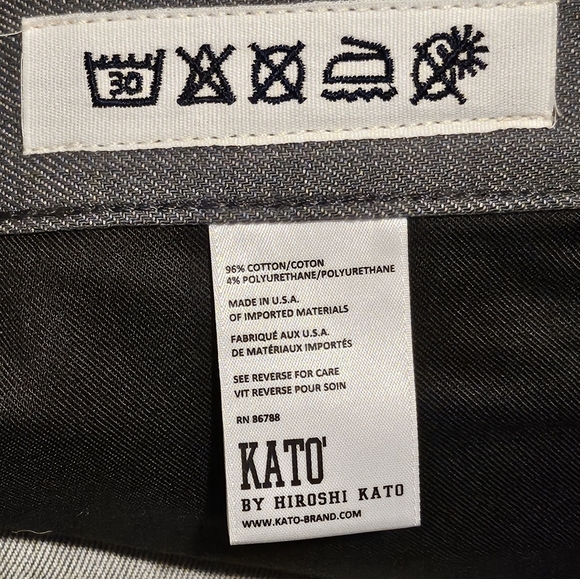 30
96% COTTON/COTON
4% POLYURETHANE/POLYURETHANE
MADE IN U.S.A.
OF IMPORTED MATERIALS
FABRIQUÉ AUX U.S.A.
DE MATÉRIAUX IMPORTÉS
SEE REVERSE FOR CARE
VIT REVERSE POUR SOIN
RN 86788
KATO'
BY HIROSHI KATO
WWW.KATO-BRAND.COM